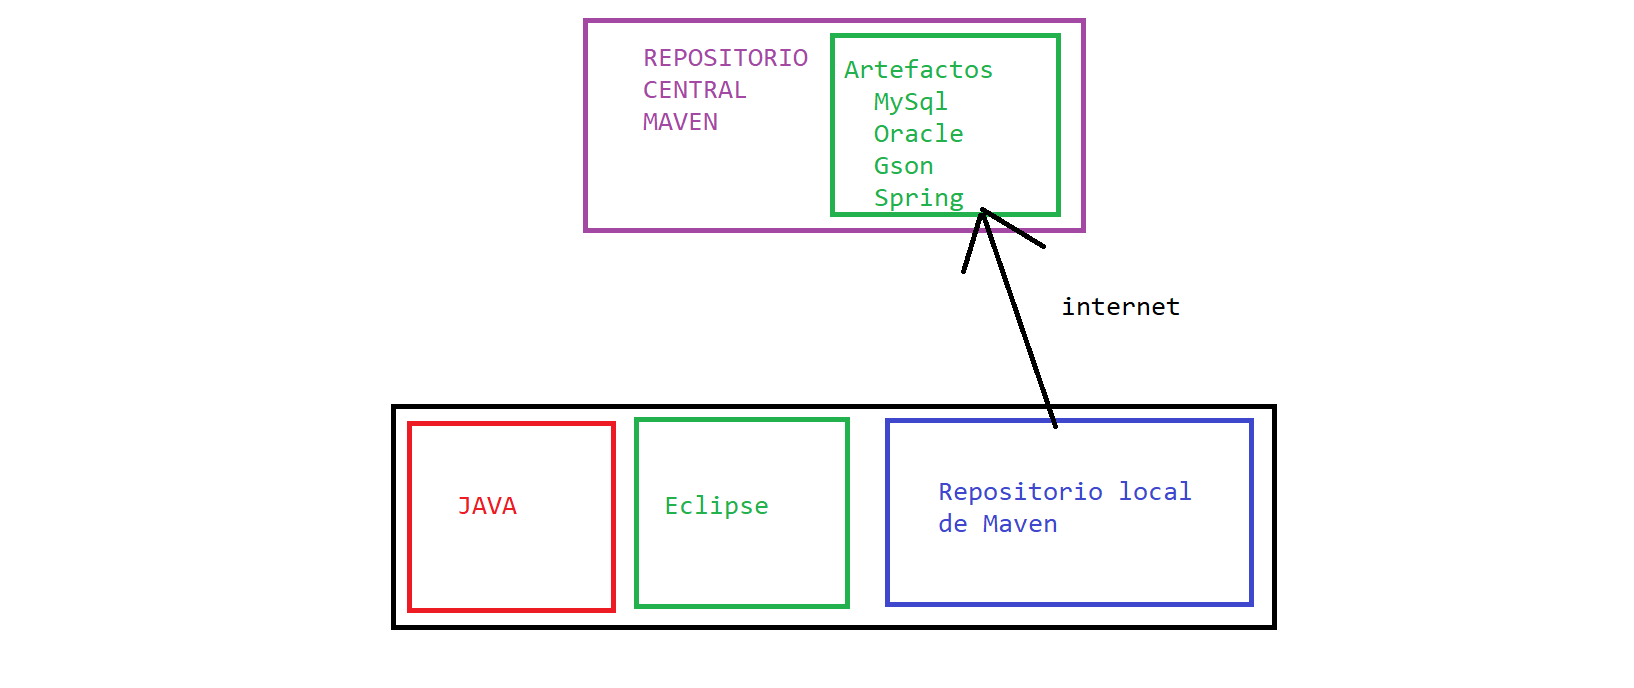 REPOSITORIO
CENTRAL
MAVEN
Artefactos
MySql
Oracle
Gson
Spring
internet
JAVA
Eclipse
Repositorio local
de Maven